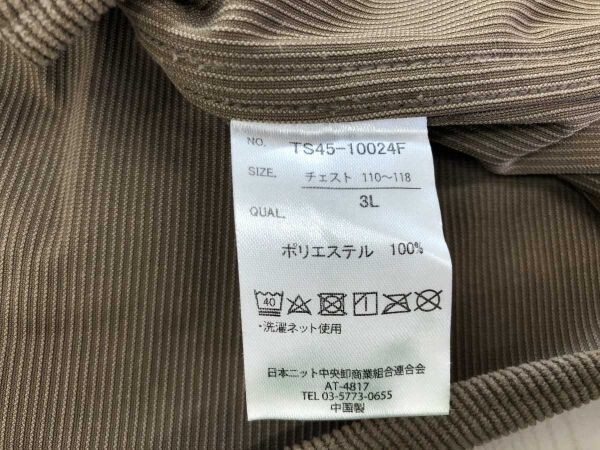 NO. TS45-10024F
SIZE. チェスト 110～118
3L
QUAL.
ポリエステル 100%
40
・洗濯ネット使用
日本ニット中央卸商業組合連合会
AT-4817
TEL 03-5773-0655
中国製